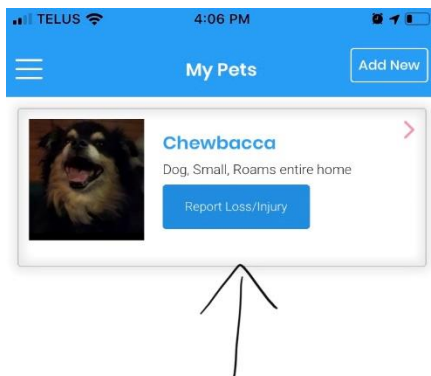 TELUS 4:06 PM
My Pets Add New
Chewbacca
Dog, Small, Roams entire home
Report Loss/Injury